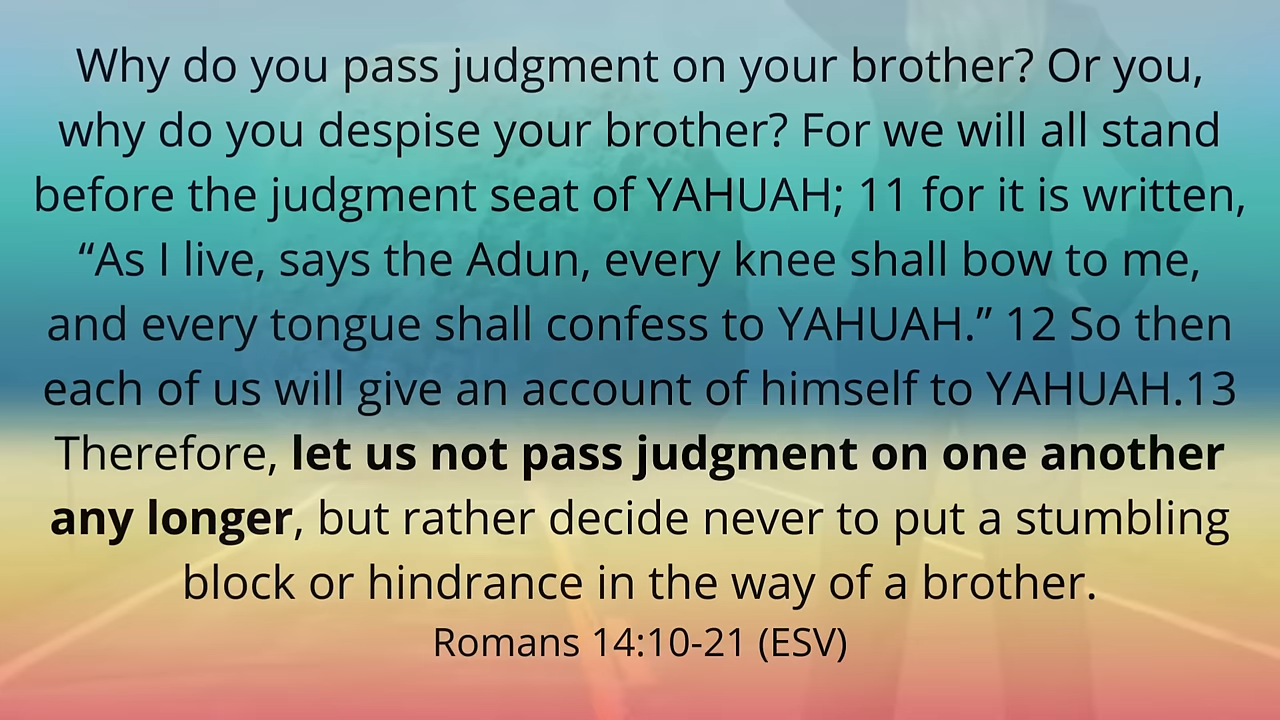 Why do you pass judgment on your brother? Or you,
why do you despise your brother? For we will all stand
before the judgment seat of YAHUAH; 11 for it is written,
“As I live, says the Adun, every knee shall bow to me,
and every tongue shall confess to YAHUAH.” 12 So then
each of us will give an account of himself to YAHUAH.13
Therefore, let us not pass judgment on one another
any longer, but rather decide never to put a stumbling
block or hindrance in the way of a brother.
Romans 14:10-21 (ESV)